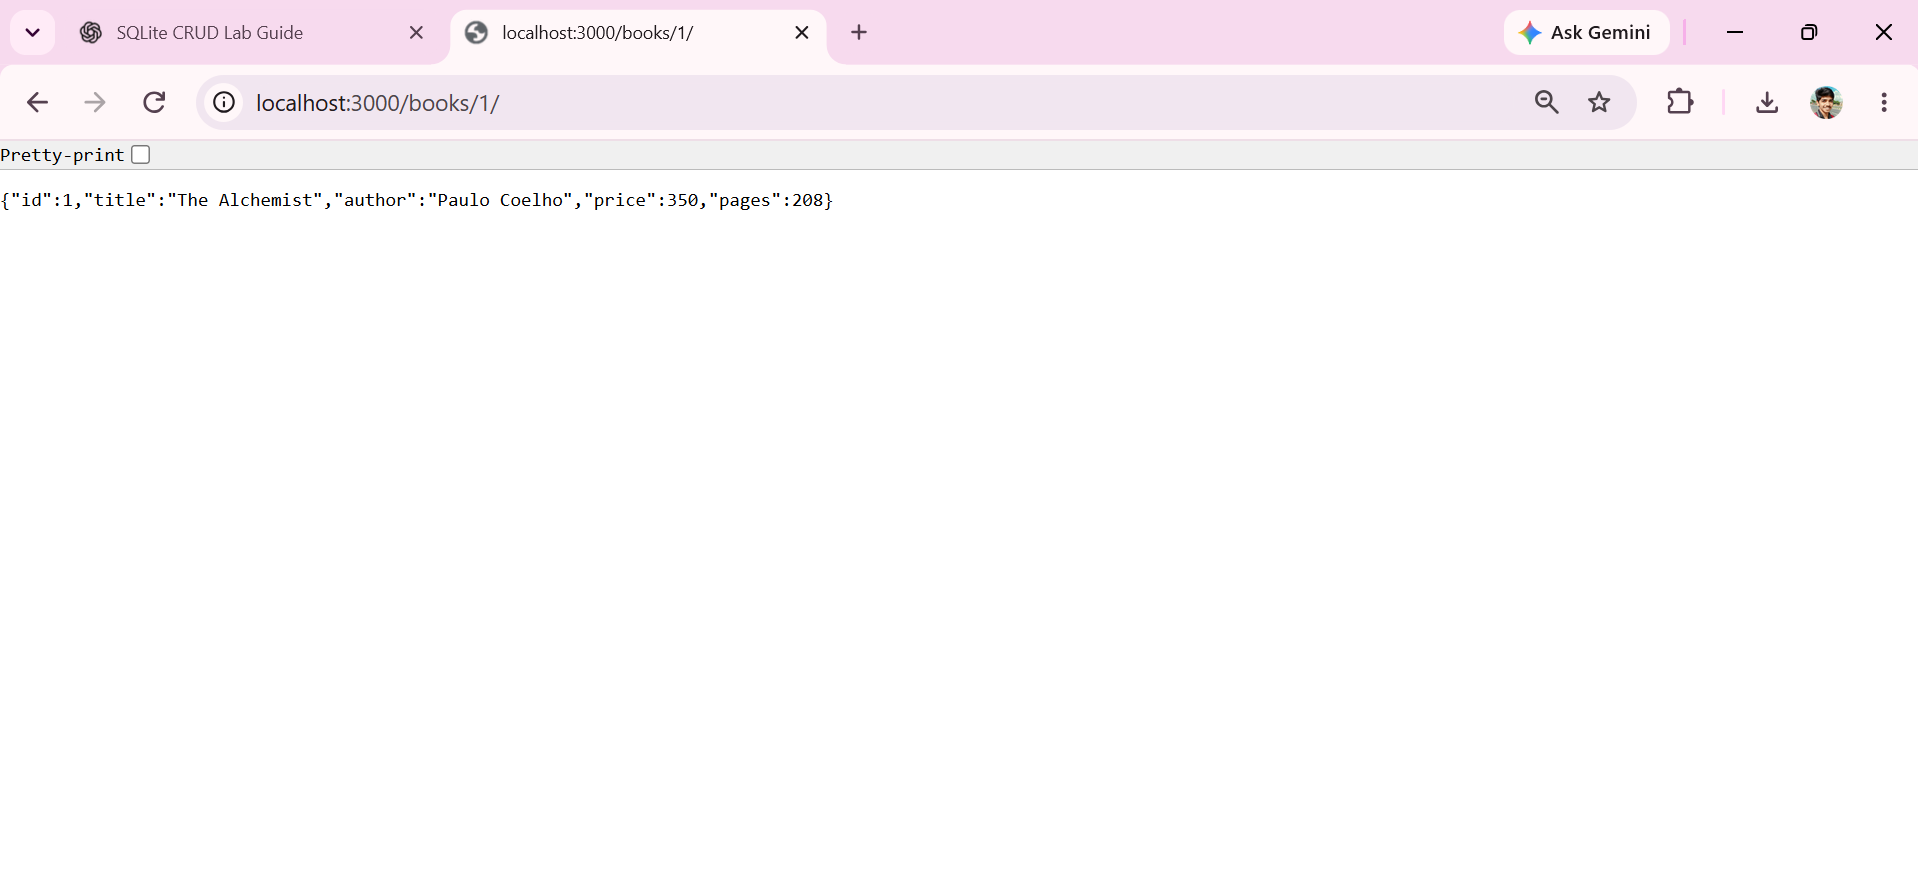 SQLite CRUD Lab Guide
localhost:3000/books/1/
Ask Gemini
localhost:3000/books/1/
Pretty-print
{"id":1,"title":"The Alchemist","author":"Paulo Coelho","price":350,"pages":208}